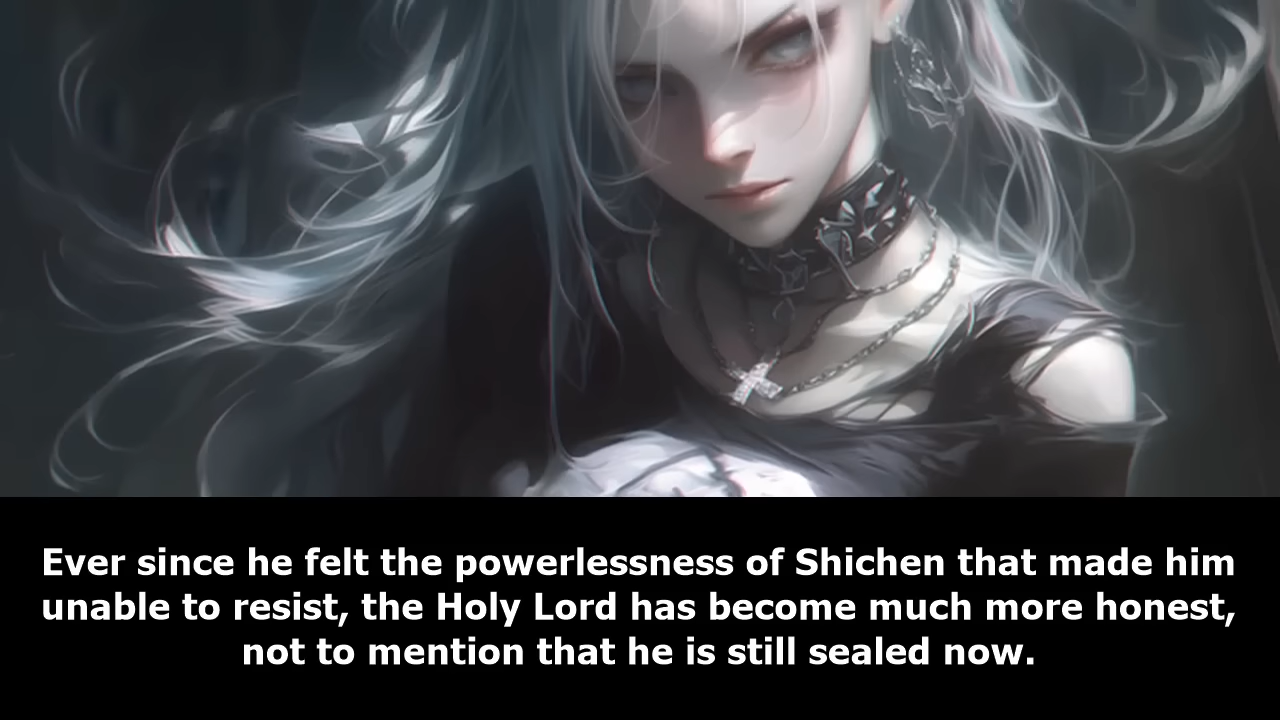 Ever since he felt the powerlessness of Shichen that made him
unable to resist, the Holy Lord has become much more honest,
not to mention that he is still sealed now.